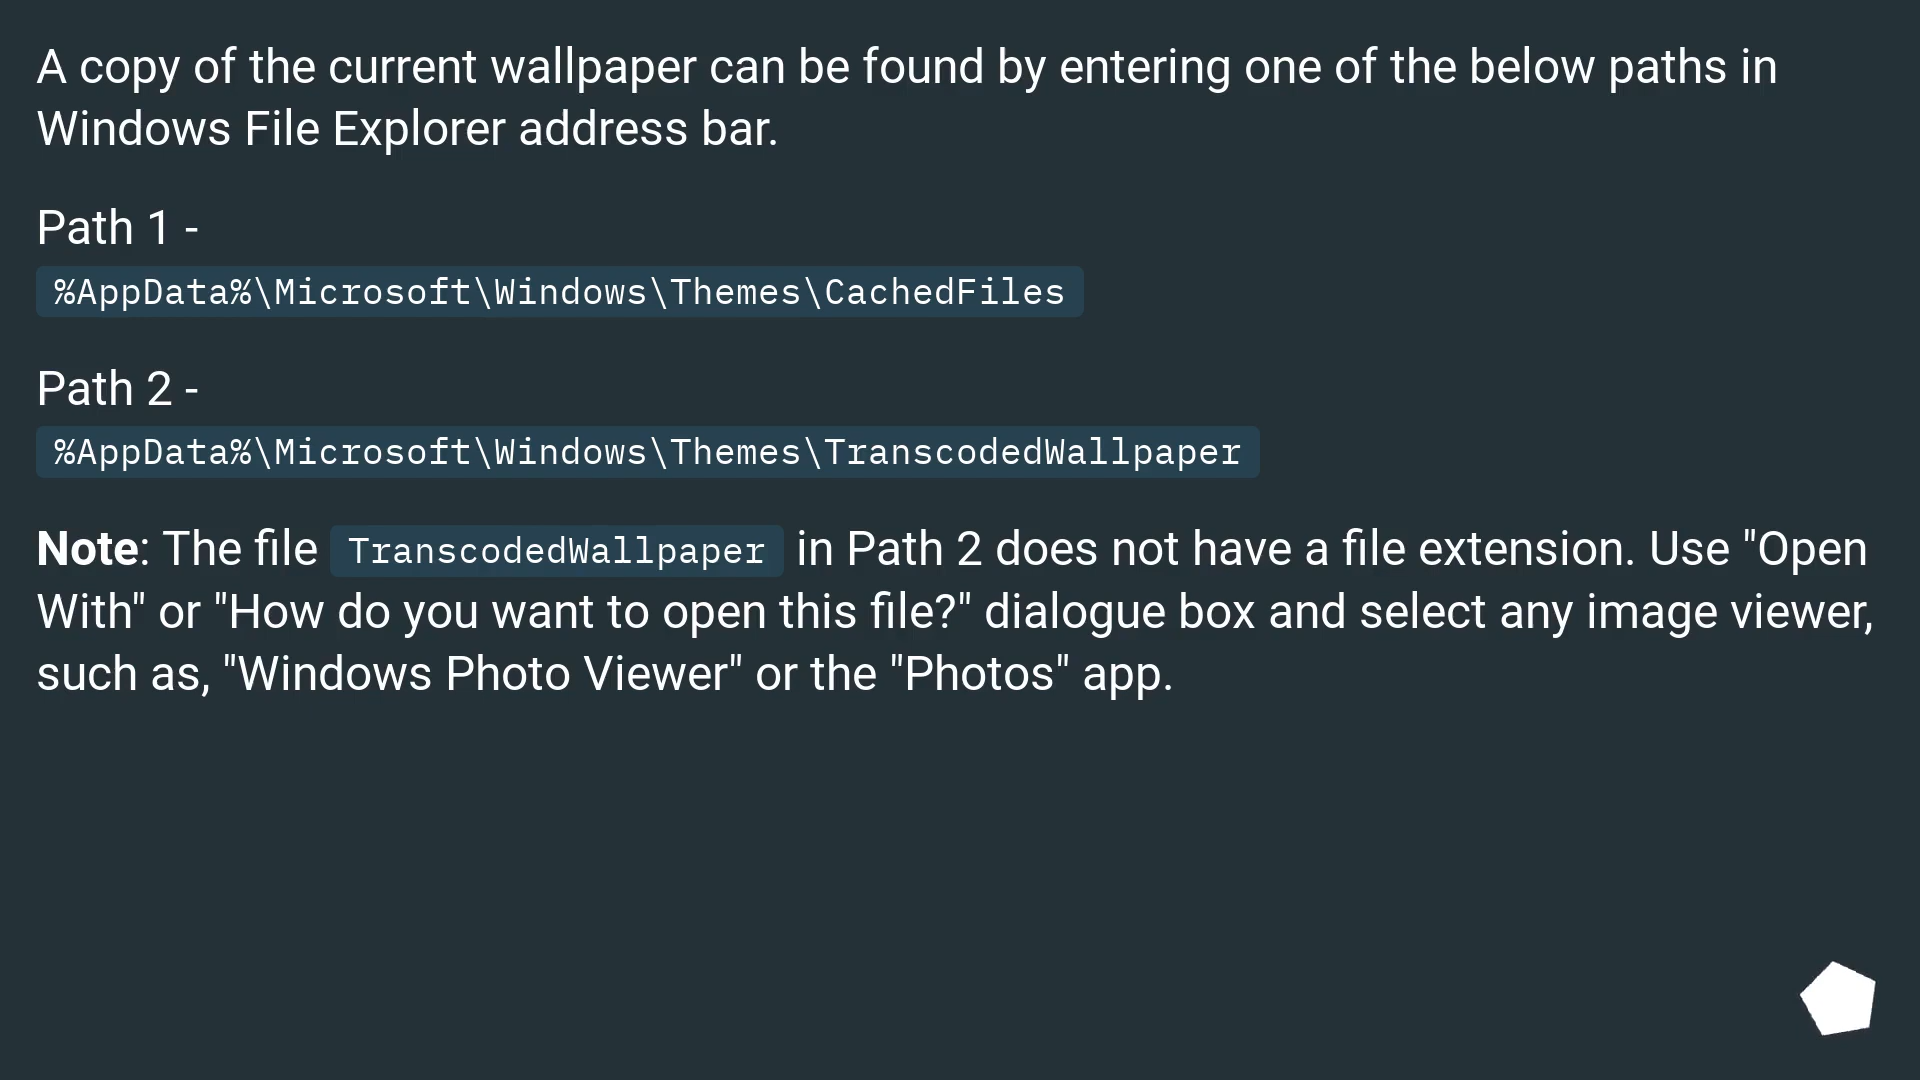 A copy of the current wallpaper can be found by entering one of the below paths in
Windows File Explorer address bar.
Path 1 -
%AppData%\Microsoft\Windows\Themes\CachedFiles
Path 2 -
%AppData%\Microsoft\Windows\Themes\TranscodedWallpaper
Note: The file TranscodedWallpaper in Path 2 does not have a file extension. Use "Open
With" or "How do you want to open this file?" dialogue box and select any image viewer,
such as, "Windows Photo Viewer" or the "Photos" app.